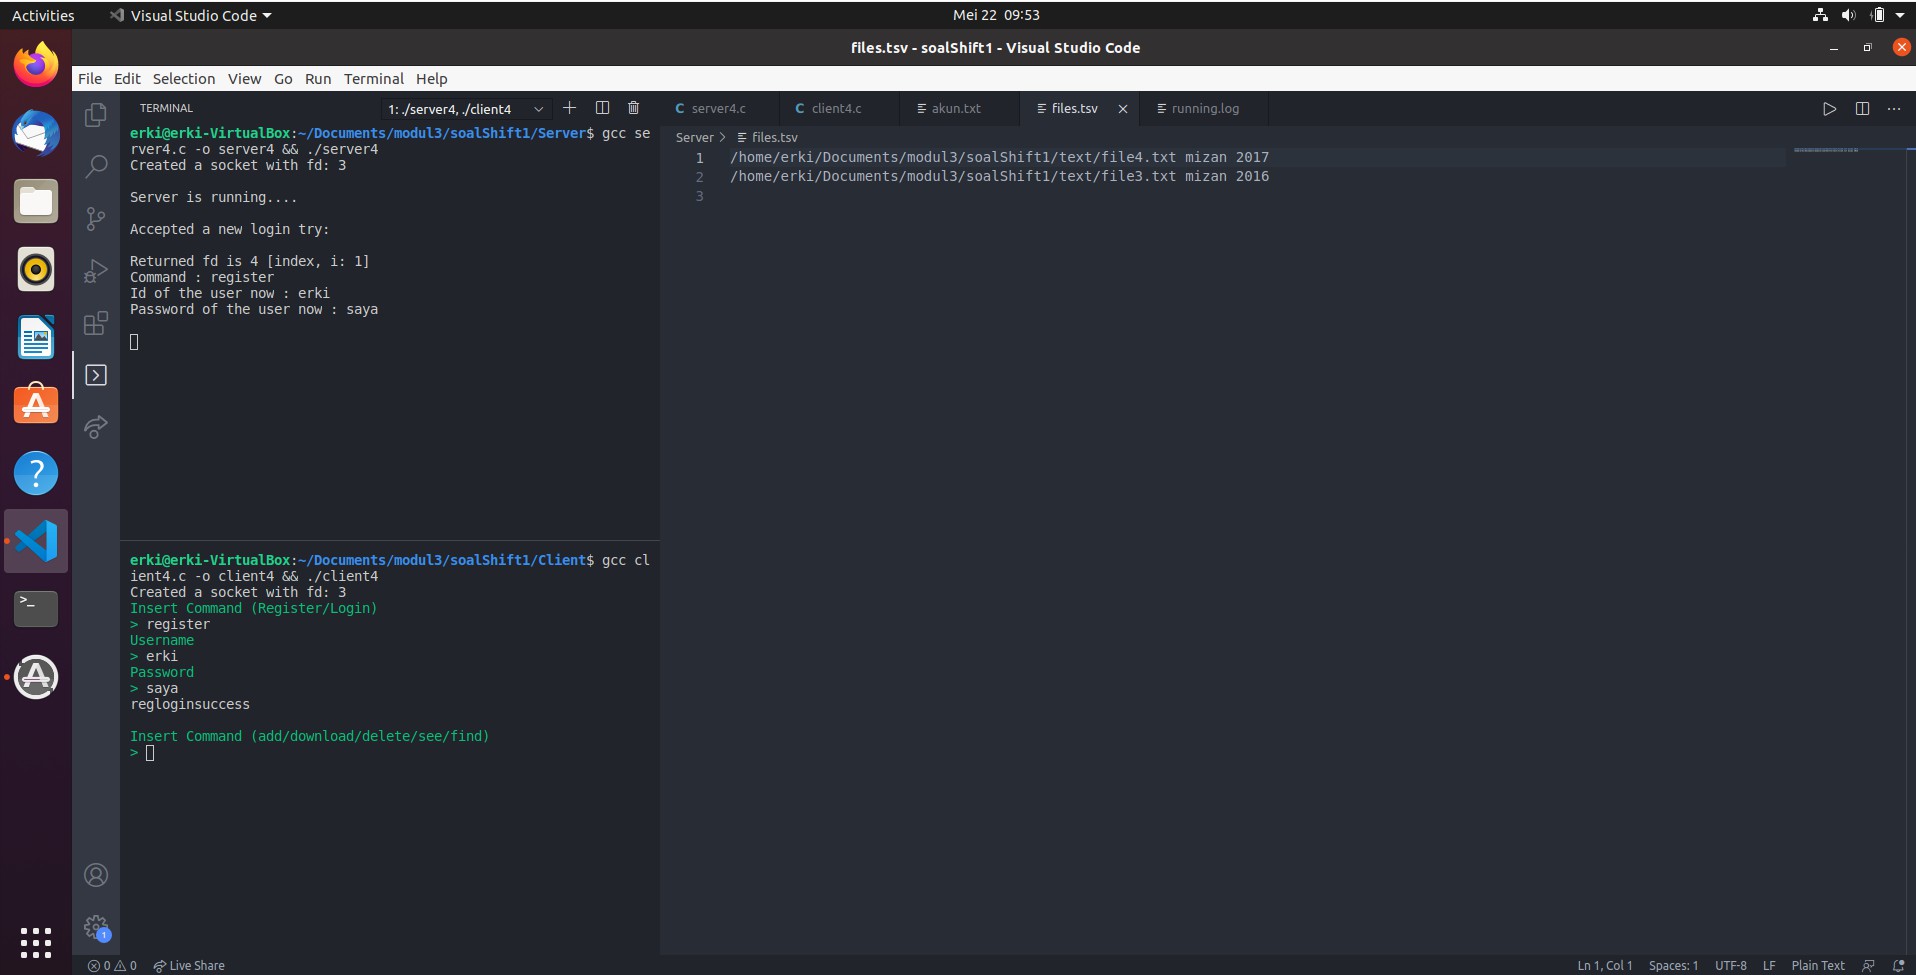 Activities Visual Studio Code Mei 22 09:53
files.tsv - soalShift1 - Visual Studio Code
File Edit Selection View Go Run Terminal Help
TERMINAL 1: ./server4, ./client4
erki@erki-VirtualBox:~/Documents/modul3/soalShift1/Server$ gcc se
rver4.c -o server4 && ./server4
Created a socket with fd: 3
Server is running....
Accepted a new login try:
Returned fd is 4 [index, i: 1]
Command : register
Id of the user now : erki
Password of the user now : saya
erki@erki-VirtualBox:~/Documents/modul3/soalShift1/Client$ gcc cl
ient4.c -o client4 && ./client4
Created a socket with fd: 3
Insert Command (Register/Login)
> register
Username
> erki
Password
> saya
regloginsuccess
Insert Command (add/download/delete/see/find)
>
C server4.c C client4.c akun.txt files.tsv running.log
Server > files.tsv
1 /home/erki/Documents/modul3/soalShift1/text/file4.txt mizan 2017
2 /home/erki/Documents/modul3/soalShift1/text/file3.txt mizan 2016
3
1
0 0 Live Share Ln 1, Col 1 Spaces: 1 UTF-8 LF Plain Text